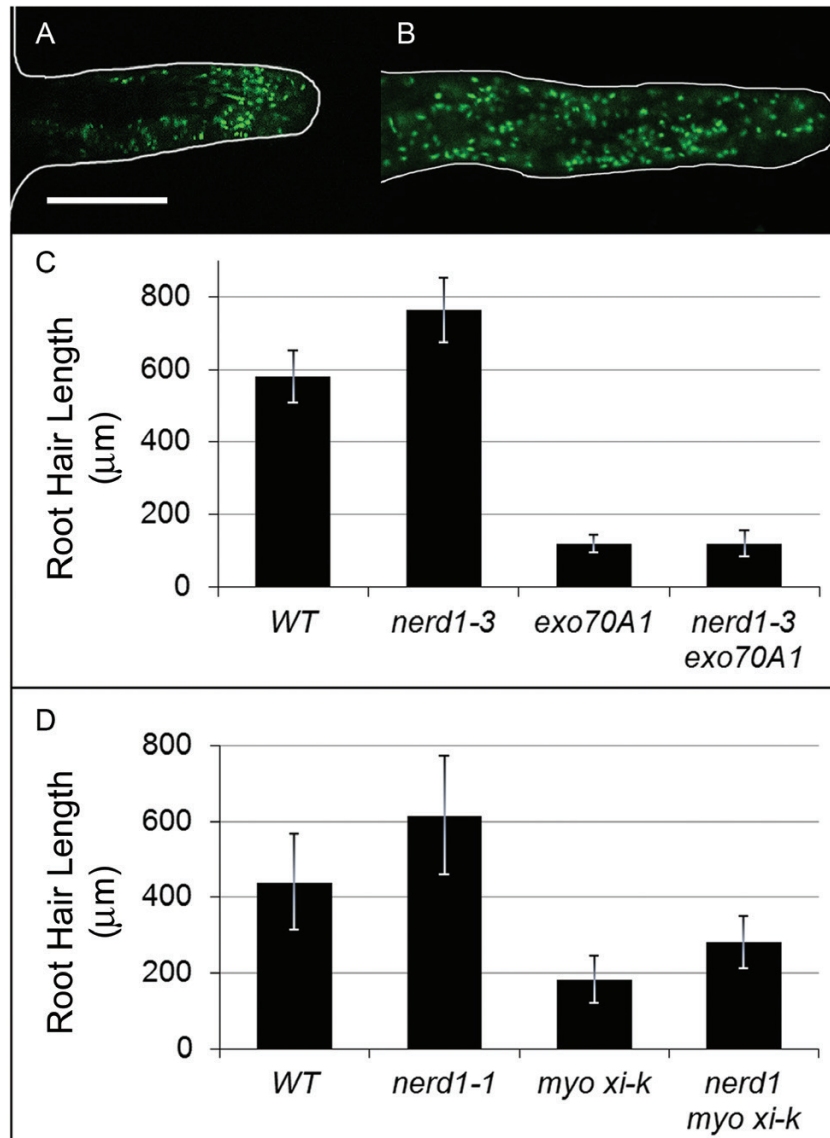 A
B
C
Root Hair Length
(μm)
800
600
400
200
0
WT
nerd1-3
exo70A1
nerd1-3
exo70A1
D
Root Hair Length
(μm)
800
600
400
200
0
WT
nerd1-1
myo xi-k
nerd1
myo xi-k